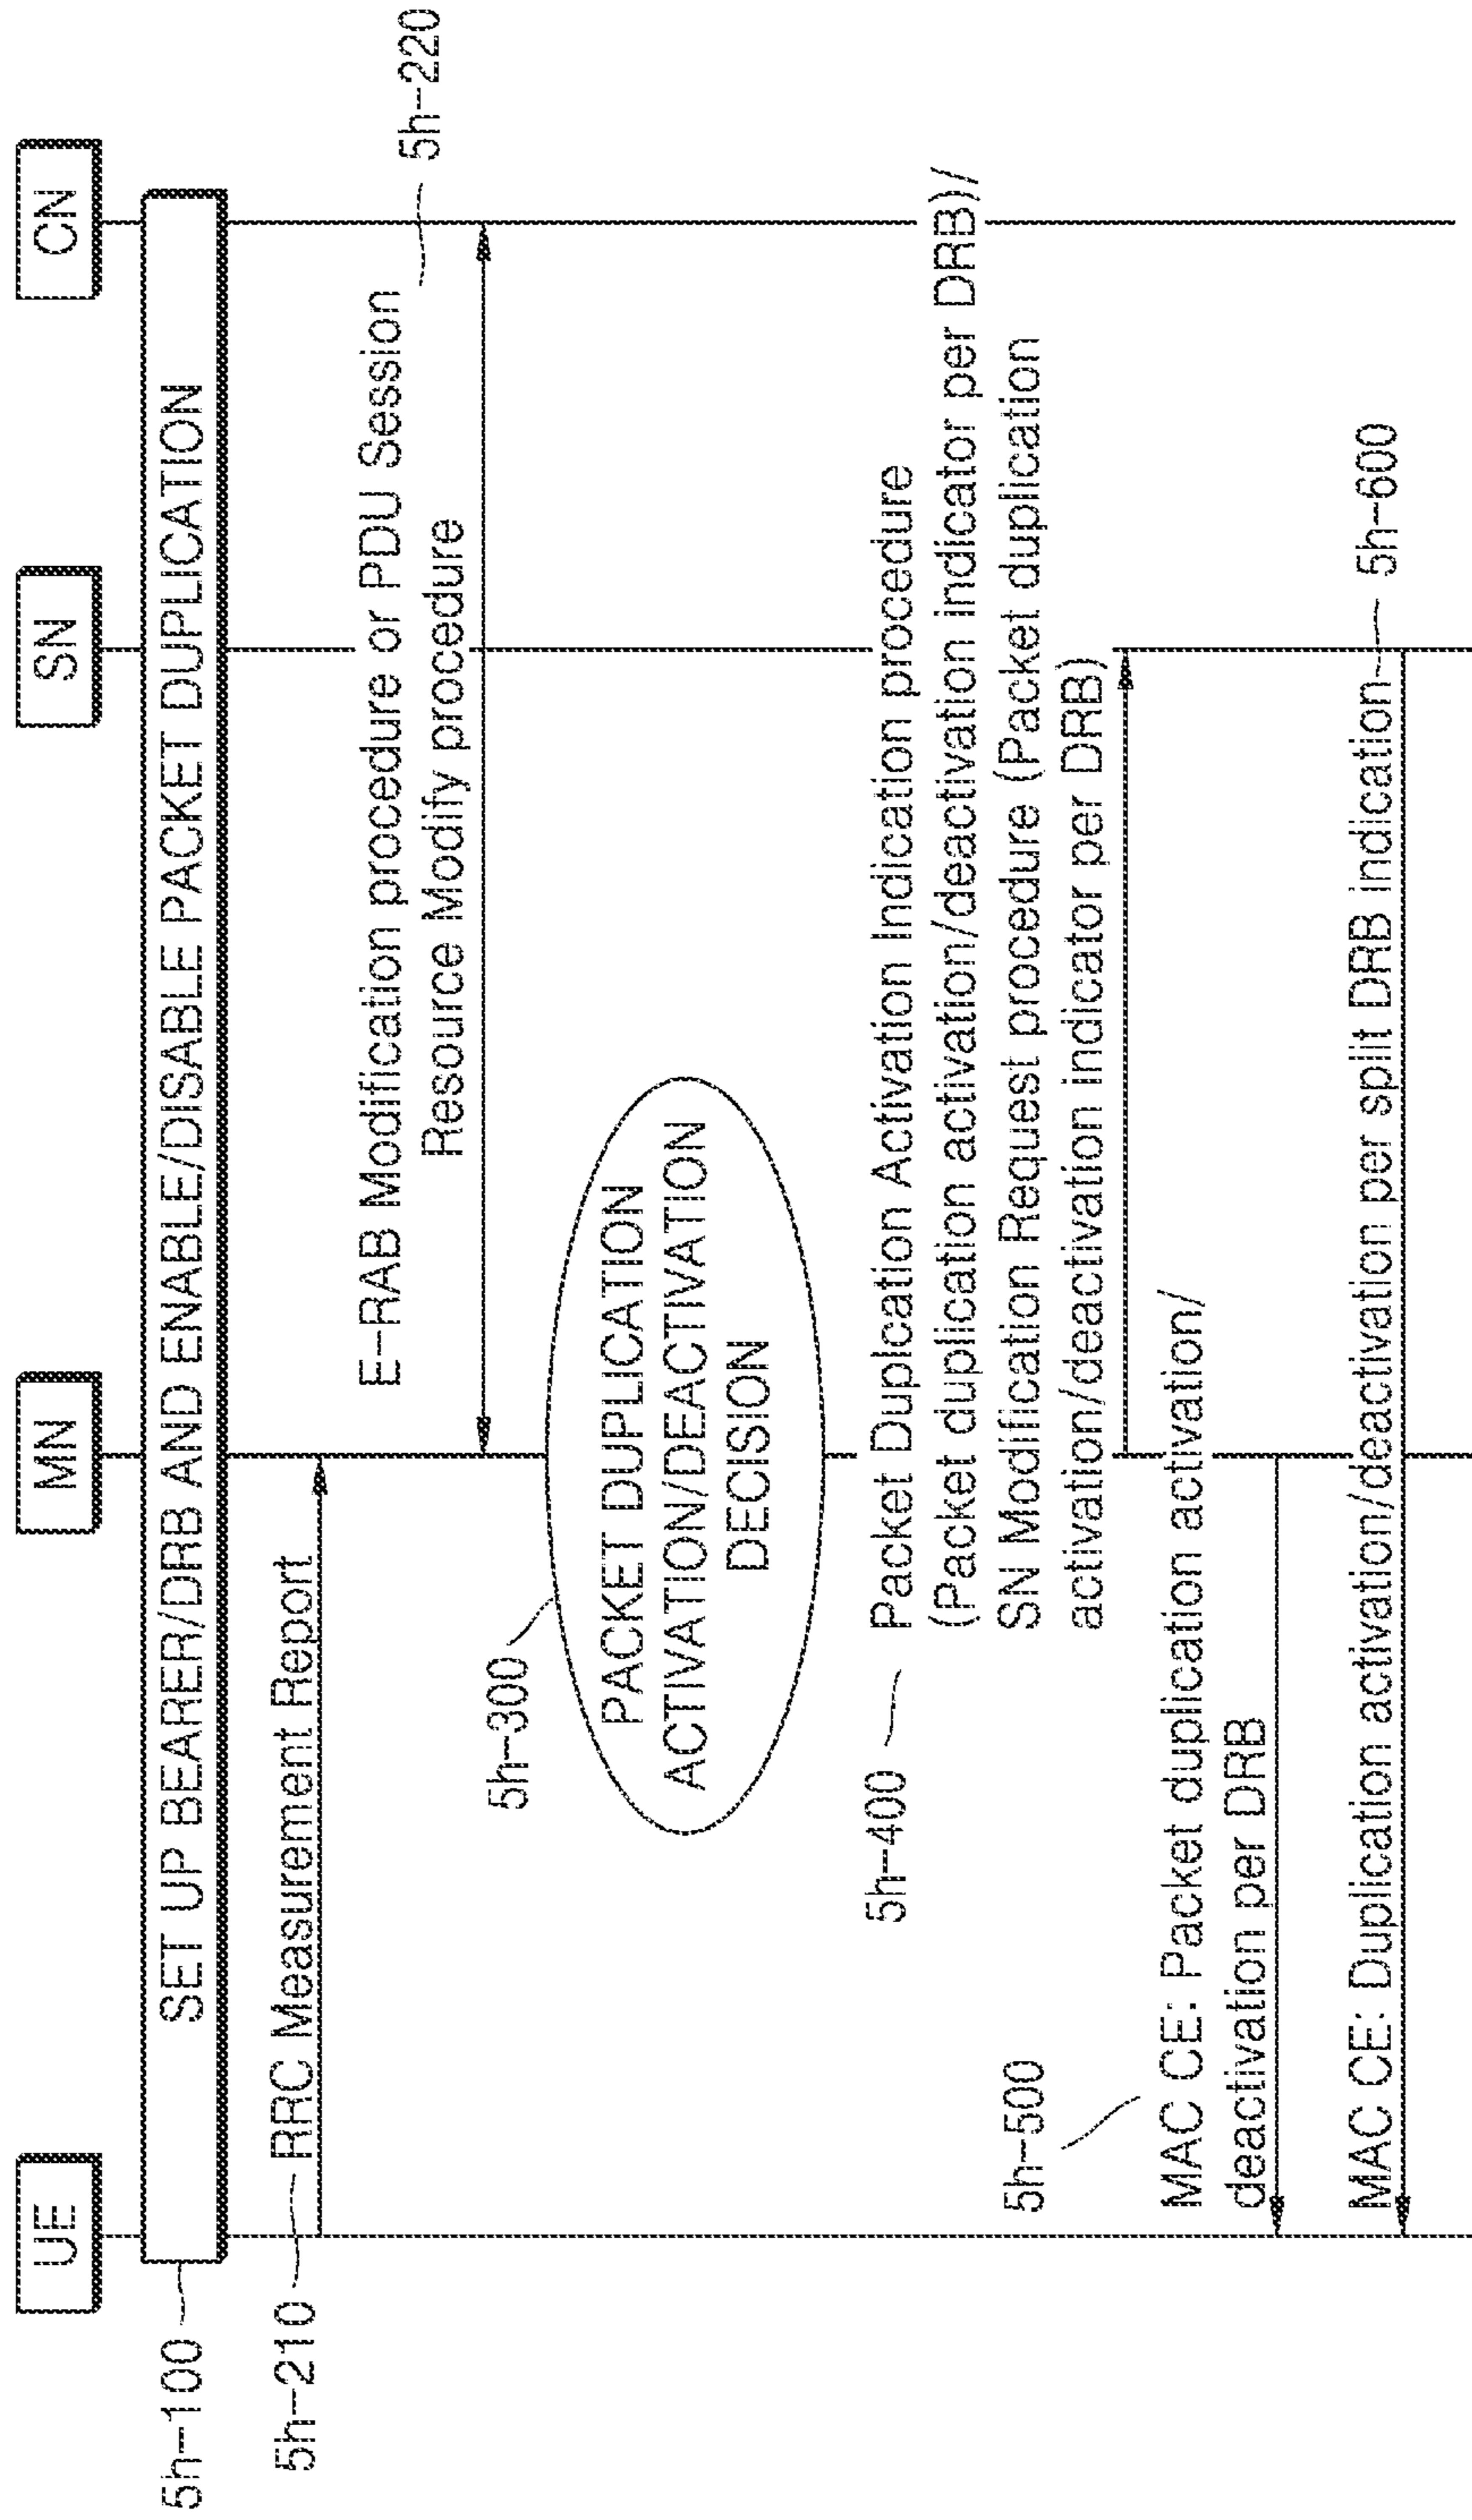 UE
MN
SN
CN
5h-100
SET UP BEARER/DRB AND ENABLE/DISABLE PACKET DUPLICATION
5h-210
RRC Measurement Report
E-RAB Modification procedure or PDU Session
Resource Modify procedure
5h-220
5h-300
PACKET DUPLICATION
ACTIVATION/DEACTIVATION
DECISION
5h-400
Packet Duplication Activation Indication procedure
(Packet duplication activation/deactivation indicator per DRB)/
SN Modification Request procedure (Packet duplication
activation/deactivation indicator per DRB)
5h-500
MAC CE: Packet duplication activation/
deactivation per DRB
MAC CE: Duplication activation/deactivation per split DRB indication
5h-600